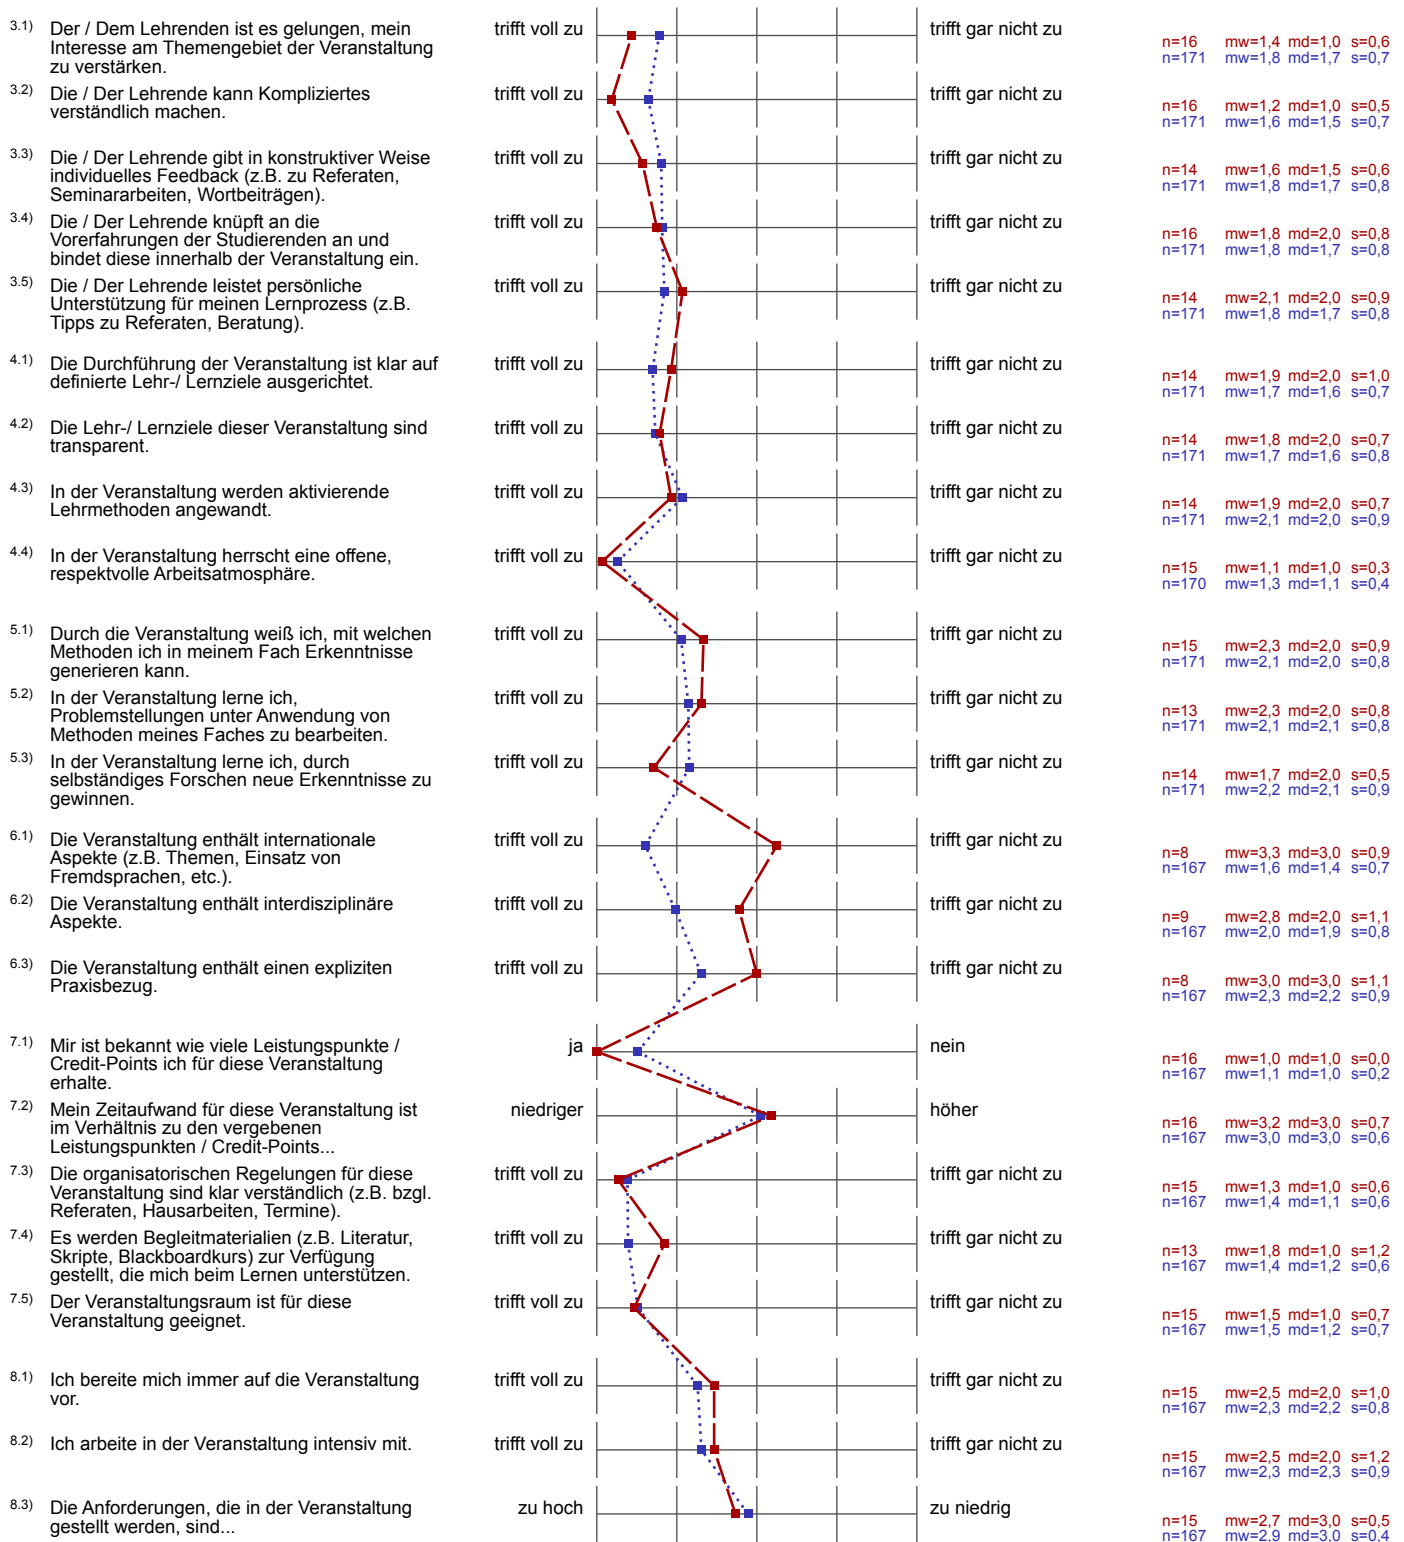 3.1) Der / Dem Lehrenden ist es gelungen, mein
Interesse am Themengebiet der Veranstaltung
zu verstärken.
trifft voll zu
trifft gar nicht zu
n=16 mw=1,4 md=1,0 s=0,6
n=171 mw=1,8 md=1,7 s=0,7
3.2) Die / Der Lehrende kann Kompliziertes
verständlich machen.
trifft voll zu
trifft gar nicht zu
n=16 mw=1,2 md=1,0 s=0,5
n=171 mw=1,6 md=1,5 s=0,7
3.3) Die / Der Lehrende gibt in konstruktiver Weise
individuelles Feedback (z.B. zu Referaten,
Seminararbeiten, Wortbeiträgen).
trifft voll zu
trifft gar nicht zu
n=14 mw=1,6 md=1,5 s=0,6
n=171 mw=1,8 md=1,7 s=0,8
3.4) Die / Der Lehrende knüpft an die
Vorerfahrungen der Studierenden an und
bindet diese innerhalb der Veranstaltung ein.
trifft voll zu
trifft gar nicht zu
n=16 mw=1,8 md=2,0 s=0,8
n=171 mw=1,8 md=1,7 s=0,8
3.5) Die / Der Lehrende leistet persönliche
Unterstützung für meinen Lernprozess (z.B.
Tipps zu Referaten, Beratung).
trifft voll zu
trifft gar nicht zu
n=14 mw=2,1 md=2,0 s=0,9
n=171 mw=1,8 md=1,7 s=0,8
4.1) Die Durchführung der Veranstaltung ist klar auf
definierte Lehr-/ Lernziele ausgerichtet.
trifft voll zu
trifft gar nicht zu
n=14 mw=1,9 md=2,0 s=1,0
n=171 mw=1,7 md=1,6 s=0,7
4.2) Die Lehr-/ Lernziele dieser Veranstaltung sind
transparent.
trifft voll zu
trifft gar nicht zu
n=14 mw=1,8 md=2,0 s=0,7
n=171 mw=1,7 md=1,6 s=0,8
4.3) In der Veranstaltung werden aktivierende
Lehrmethoden angewandt.
trifft voll zu
trifft gar nicht zu
n=14 mw=1,9 md=2,0 s=0,7
n=171 mw=2,1 md=2,0 s=0,9
4.4) In der Veranstaltung herrscht eine offene,
respektvolle Arbeitsatmosphäre.
trifft voll zu
trifft gar nicht zu
n=15 mw=1,1 md=1,0 s=0,3
n=170 mw=1,3 md=1,1 s=0,4
5.1) Durch die Veranstaltung weiß ich, mit welchen
Methoden ich in meinem Fach Erkenntnisse
generieren kann.
trifft voll zu
trifft gar nicht zu
n=15 mw=2,3 md=2,0 s=0,9
n=171 mw=2,1 md=2,0 s=0,8
5.2) In der Veranstaltung lerne ich,
Problemstellungen unter Anwendung von
Methoden meines Faches zu bearbeiten.
trifft voll zu
trifft gar nicht zu
n=13 mw=2,3 md=2,0 s=0,8
n=171 mw=2,1 md=2,1 s=0,8
5.3) In der Veranstaltung lerne ich, durch
selbständiges Forschen neue Erkenntnisse zu
gewinnen.
trifft voll zu
trifft gar nicht zu
n=14 mw=1,7 md=2,0 s=0,5
n=171 mw=2,2 md=2,1 s=0,9
6.1) Die Veranstaltung enthält internationale
Aspekte (z.B. Themen, Einsatz von
Fremdsprachen, etc.).
trifft voll zu
trifft gar nicht zu
n=8 mw=3,3 md=3,0 s=0,9
n=167 mw=1,6 md=1,4 s=0,7
6.2) Die Veranstaltung enthält interdisziplinäre
Aspekte.
trifft voll zu
trifft gar nicht zu
n=9 mw=2,8 md=2,0 s=1,1
n=167 mw=2,0 md=1,9 s=0,8
6.3) Die Veranstaltung enthält einen expliziten
Praxisbezug.
trifft voll zu
trifft gar nicht zu
n=8 mw=3,0 md=3,0 s=1,1
n=167 mw=2,3 md=2,2 s=0,9
7.1) Mir ist bekannt wie viele Leistungspunkte /
Credit-Points ich für diese Veranstaltung
erhalte.
ja
nein
n=16 mw=1,0 md=1,0 s=0,0
n=167 mw=1,1 md=1,0 s=0,2
7.2) Mein Zeitaufwand für diese Veranstaltung ist
im Verhältnis zu den vergebenen
Leistungspunkten / Credit-Points...
niedriger
höher
n=16 mw=3,2 md=3,0 s=0,7
n=167 mw=3,0 md=3,0 s=0,6
7.3) Die organisatorischen Regelungen für diese
Veranstaltung sind klar verständlich (z.B. bzgl.
Referaten, Hausarbeiten, Termine).
trifft voll zu
trifft gar nicht zu
n=15 mw=1,3 md=1,0 s=0,6
n=167 mw=1,4 md=1,1 s=0,6
7.4) Es werden Begleitmaterialien (z.B. Literatur,
Skripte, Blackboardkurs) zur Verfügung
gestellt, die mich beim Lernen unterstützen.
trifft voll zu
trifft gar nicht zu
n=13 mw=1,8 md=1,0 s=1,2
n=167 mw=1,4 md=1,2 s=0,6
7.5) Der Veranstaltungsraum ist für diese
Veranstaltung geeignet.
trifft voll zu
trifft gar nicht zu
n=15 mw=1,5 md=1,0 s=0,7
n=167 mw=1,5 md=1,2 s=0,7
8.1) Ich bereite mich immer auf die Veranstaltung
vor.
trifft voll zu
trifft gar nicht zu
n=15 mw=2,5 md=2,0 s=1,0
n=167 mw=2,3 md=2,2 s=0,8
8.2) Ich arbeite in der Veranstaltung intensiv mit.
trifft voll zu
trifft gar nicht zu
n=15 mw=2,5 md=2,0 s=1,2
n=167 mw=2,3 md=2,3 s=0,9
8.3) Die Anforderungen, die in der Veranstaltung
gestellt werden, sind...
zu hoch
zu niedrig
n=15 mw=2,7 md=3,0 s=0,5
n=167 mw=2,9 md=3,0 s=0,4